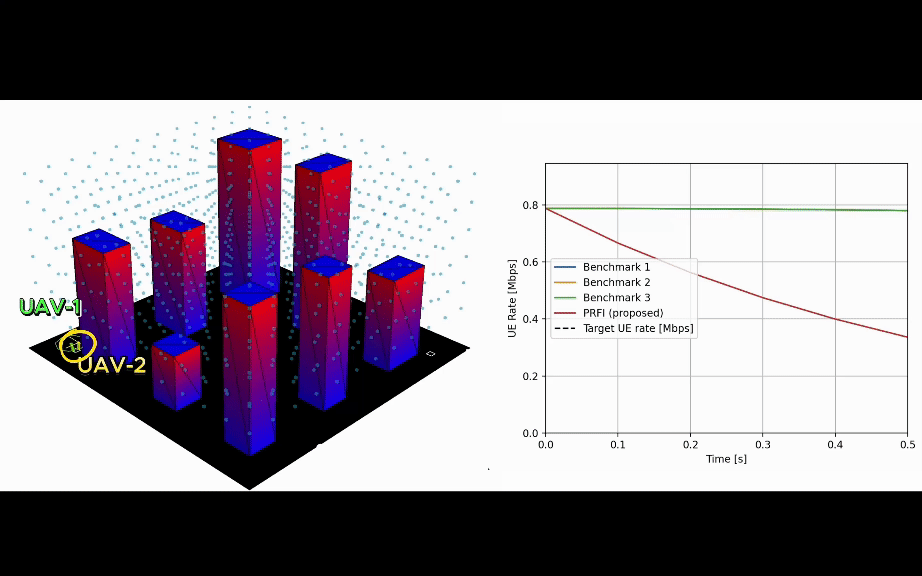 UAV-1
UAV-2
UE Rate [Mbps]
0.8
0.6
0.4
0.2
0.0
Benchmark 1
Benchmark 2
Benchmark 3
PRFI (proposed)
Target UE rate [Mbps]
0.0 0.1 0.2 0.3 0.4 0.5
Time [s]